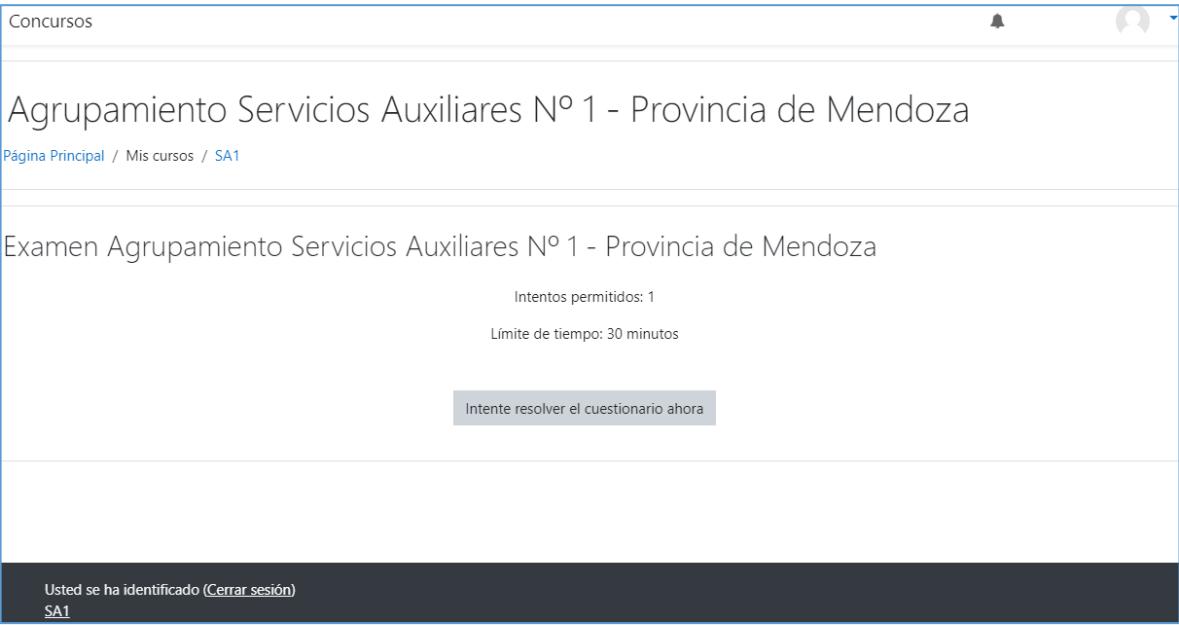 Concursos
Agrupamiento Servicios Auxiliares Nº 1 - Provincia de Mendoza
Página Principal / Mis cursos / SA1
Examen Agrupamiento Servicios Auxiliares Nº 1 - Provincia de Mendoza
Intentos permitidos: 1
Límite de tiempo: 30 minutos
Intente resolver el cuestionario ahora
Usted se ha identificado (Cerrar sesión)
SA1